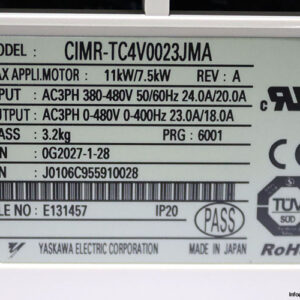 ODEL : CIMR-TC4V0023JMA
AX APPLI.MOTOR : 11kW/7.5kW REV : A
PUT : AC3PH 380-480V 50/60Hz 24.0A/20.0A
UTPUT : AC3PH 0-480V 0-400Hz 23.0A/18.0A
ASS : 3.2kg PRG : 6001
N : 0G2027-1-28
N : J0106C955910028
LE NO : E131457 IP20
PASS
YASKAWA ELECTRIC CORPORATION MADE IN JAPAN
c
TÜV
SÜD
RoH